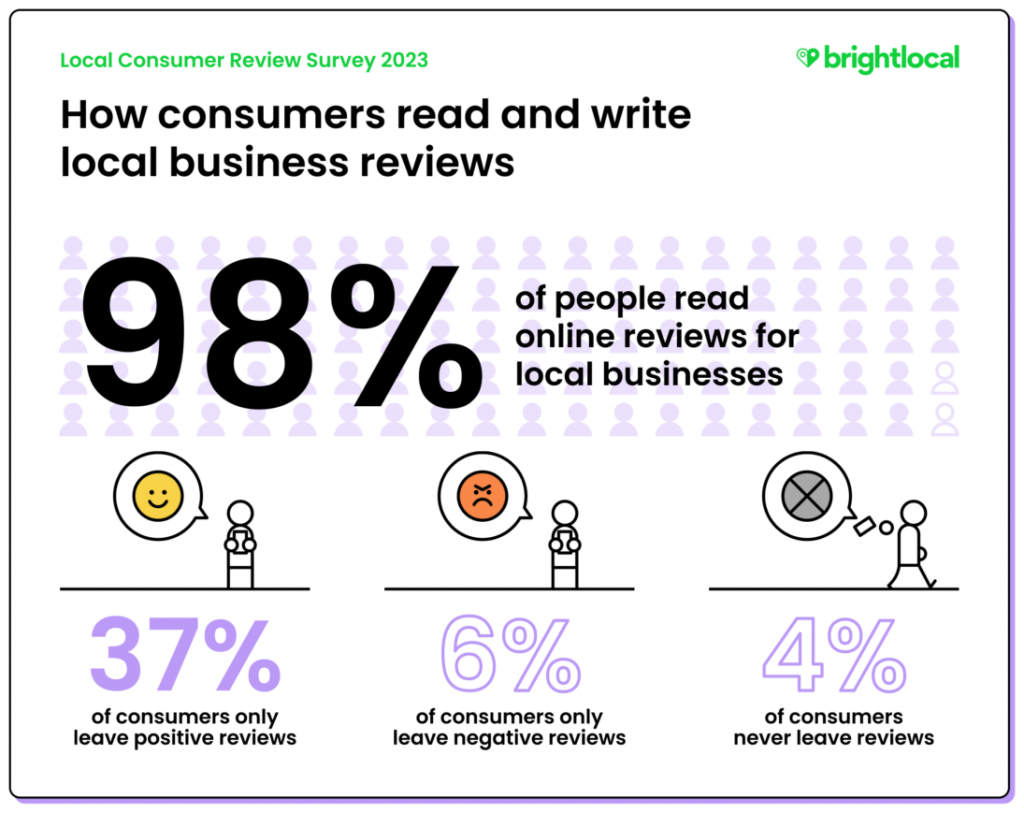 Local Consumer Review Survey 2023
brightlocal
How consumers read and write
local business reviews
98%
of people read
online reviews for
local businesses
37%
of consumers only
leave positive reviews
6%
of consumers only
leave negative reviews
4%
of consumers
never leave reviews